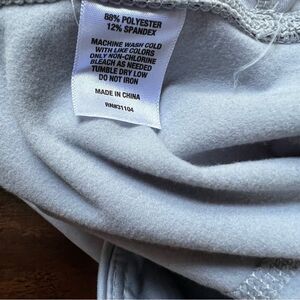 88% POLYESTER
12% SPANDEX
MACHINE WASH COLD
WITH LIKE COLORS
ONLY NON-CHLORINE
BLEACH AS NEEDED
TUMBLE DRY LOW
DO NOT IRON
MADE IN CHINA
RN#31104